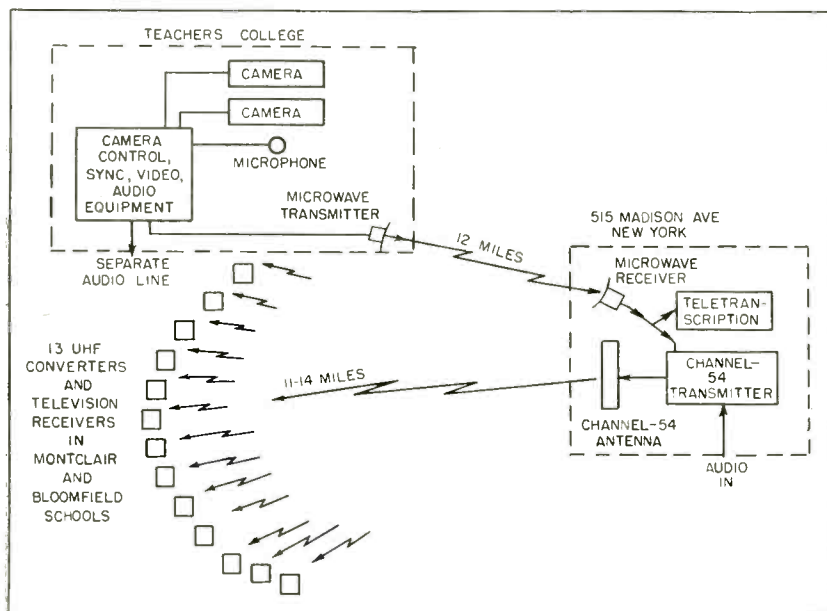 TEACHERS COLLEGE
CAMERA
CAMERA
CAMERA
CONTROL,
SYNC, VIDEO,
AUDIO
EQUIPMENT
MICROPHONE
MICROWAVE
TRANSMITTER
SEPARATE
AUDIO LINE
12 MILES
515 MADISON AVE
NEW YORK
MICROWAVE
RECEIVER
TELETRAN-
SCRIPTION
CHANNEL-
54
TRANSMITTER
CHANNEL-54
ANTENNA
AUDIO
IN
11-14 MILES
13 UHF
CONVERTERS
AND
TELEVISION
RECEIVERS
IN
MONTCLAIR
AND
BLOOMFIELD
SCHOOLS